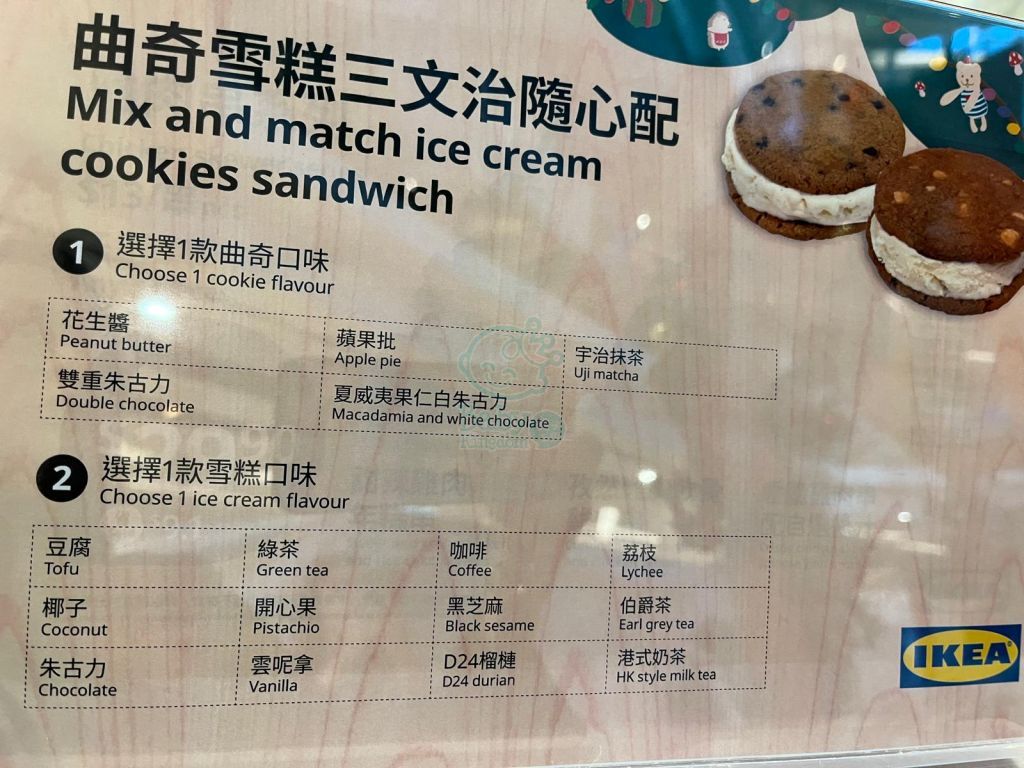 曲奇雪糕三文治隨心配
Mix and match ice cream
cookies sandwich
1 選擇1款曲奇口味
Choose 1 cookie flavour
花生醬
Peanut butter
蘋果批
Apple pie
宇治抹茶
Uji matcha
雙重朱古力
Double chocolate
夏威夷果仁白朱古力
Macadamia and white chocolate
2 選擇1款雪糕口味
Choose 1 ice cream flavour
豆腐
Tofu
綠茶
Green tea
咖啡
Coffee
荔枝
Lychee
椰子
Coconut
開心果
Pistachio
黑芝麻
Black sesame
伯爵茶
Earl grey tea
朱古力
Chocolate
雲呢拿
Vanilla
D24榴槤
D24 durian
港式奶茶
HK style milk tea
IKEA